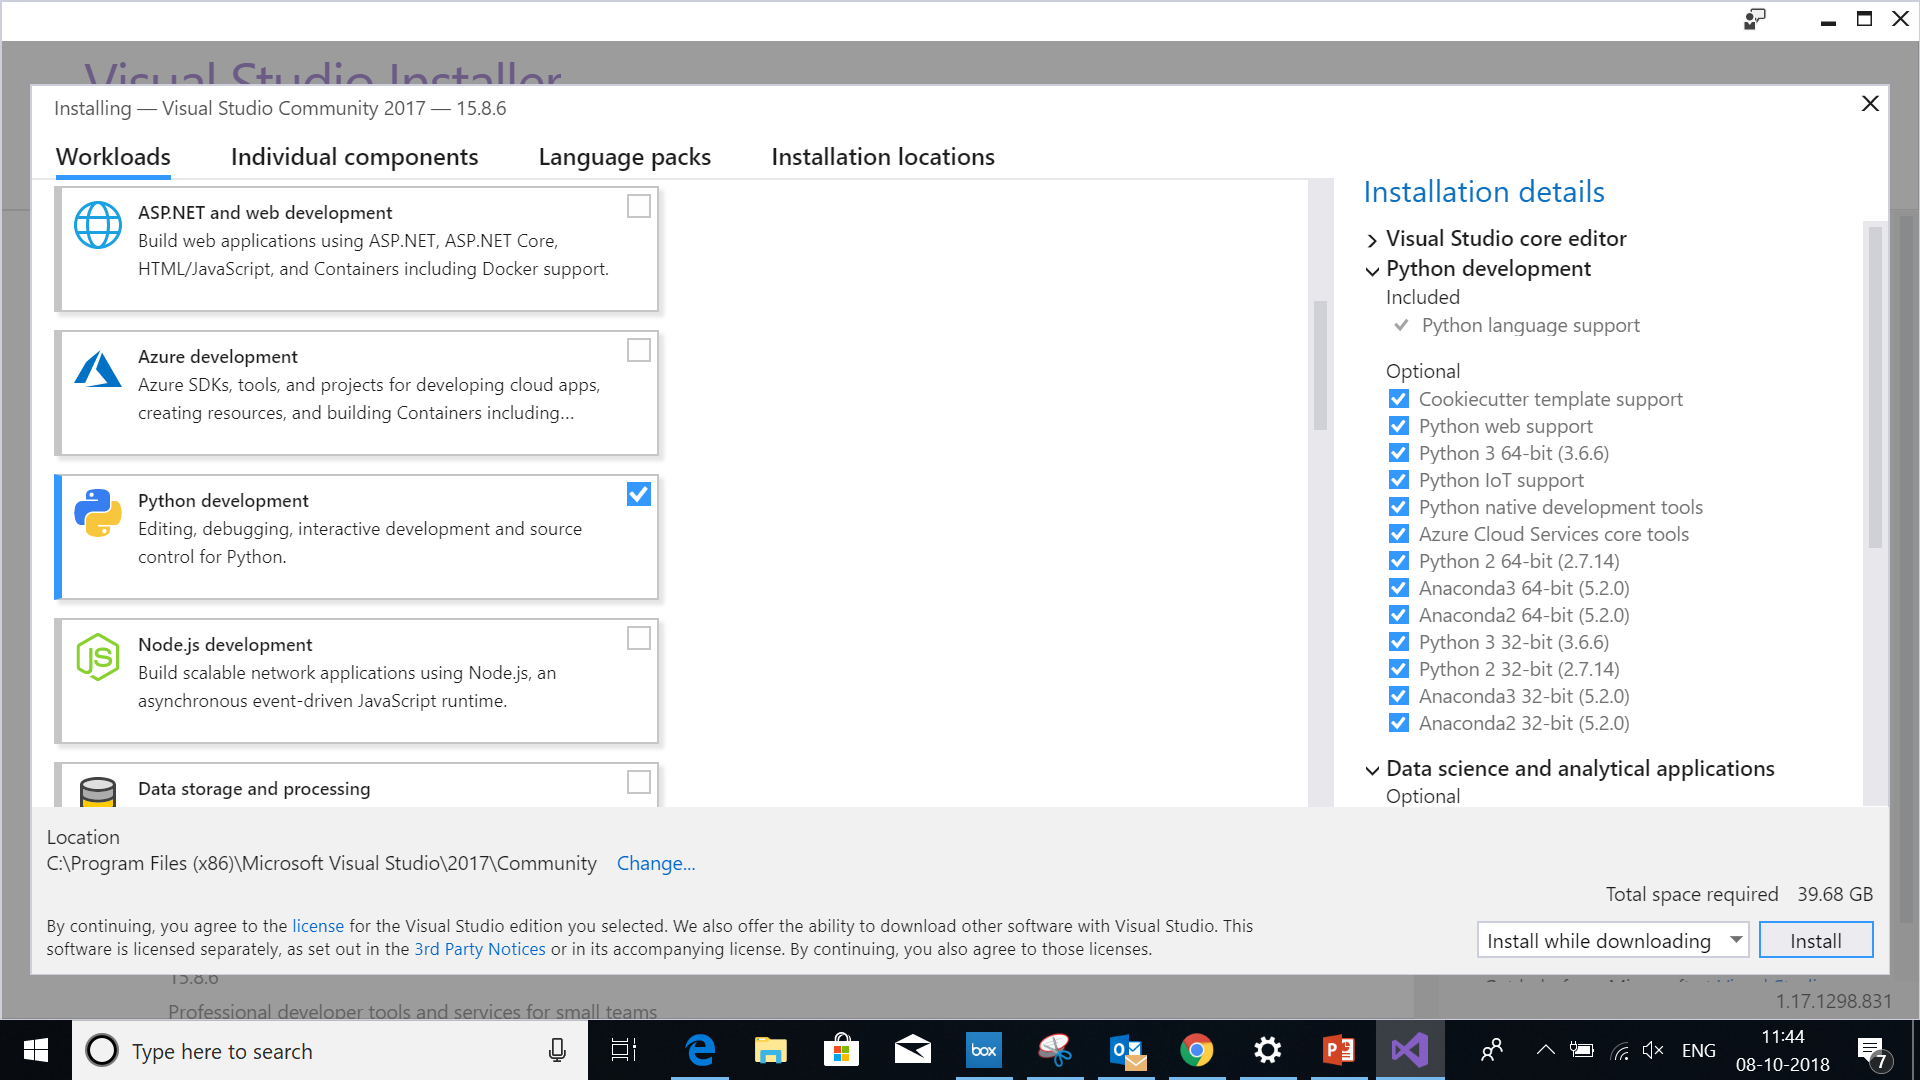 Visual Studio Installer
Installing — Visual Studio Community 2017 — 15.8.6
Workloads
Individual components
Language packs
Installation locations
ASP.NET and web development
Build web applications using ASP.NET, ASP.NET Core,
HTML/JavaScript, and Containers including Docker support.
Azure development
Azure SDKs, tools, and projects for developing cloud apps,
creating resources, and building Containers including...
Python development
Editing, debugging, interactive development and source
control for Python.
JS
Node.js development
Build scalable network applications using Node.js, an
asynchronous event-driven JavaScript runtime.
Data storage and processing
Installation details
Visual Studio core editor
Python development
Included
Python language support
Optional
Cookiecutter template support
Python web support
Python 3 64-bit (3.6.6)
Python IoT support
Python native development tools
Azure Cloud Services core tools
Python 2 64-bit (2.7.14)
Anaconda3 64-bit (5.2.0)
Anaconda2 64-bit (5.2.0)
Python 3 32-bit (3.6.6)
Python 2 32-bit (2.7.14)
Anaconda3 32-bit (5.2.0)
Anaconda2 32-bit (5.2.0)
Data science and analytical applications
Optional
Location
C:\Program Files (x86)\Microsoft Visual Studio\2017\Community Change...
Total space required 39.68 GB
By continuing, you agree to the license for the Visual Studio edition you selected. We also offer the ability to download other software with Visual Studio. This
software is licensed separately, as set out in the 3rd Party Notices or in its accompanying license. By continuing, you also agree to those licenses.
Install while downloading
Install
15.8.6
Professional developer tools and services for small teams
1.17.1298.831
Type here to search
box
ENG
11:44
08-10-2018
7